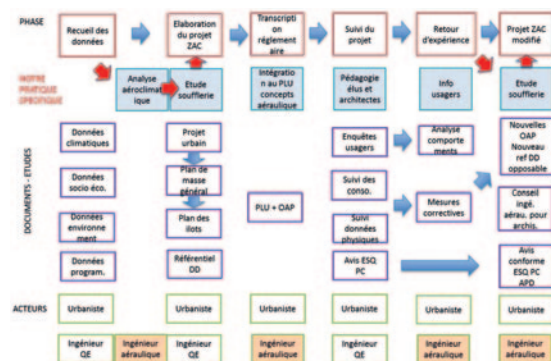 PHASE
Recueil des
données
Elaboration
du projet
ZAC
Transcripti
on
réglement
aire
Suivi du
projet
Retour
d'expérience
Projet ZAC
modifié
NOTRE
PRATIQUE
SPECIFIQUE
Analyse
aéroclimat
ique
Etude
soufflerie
Intégratio
n au PLU
concepts
aéraulique
Pédagogie
élus et
architectes
Info
usagers
Etude
soufflerie
DOCUMENTS - ETUDES
Données
climatiques
Données
socio éco.
Données
environne
ment
Données
program.
Projet
urbain
Plan de
masse
général
Plan des
ilots
Référentiel
DD
PLU + OAP
Enquêtes
usagers
Suivi des
conso.
Suivi
données
physiques
Avis ESQ
PC
Analyse
comporte
ments
Mesures
correctives
Nouvelles
OAP
Nouveau
ref DD
opposable
Conseil
ingé.
aérau. pour
archis.
Avis
conforme
ESQ PC
APD
ACTEURS
Urbaniste
Urbaniste
Urbaniste
Urbaniste
Urbaniste
Urbaniste
Ingénieur
QE
Ingénieur
aéraulique
Ingénieur
QE
Ingénieur
aéraulique
Ingénieur
QE
Ingénieur
aéraulique
Ingénieur
aéraulique